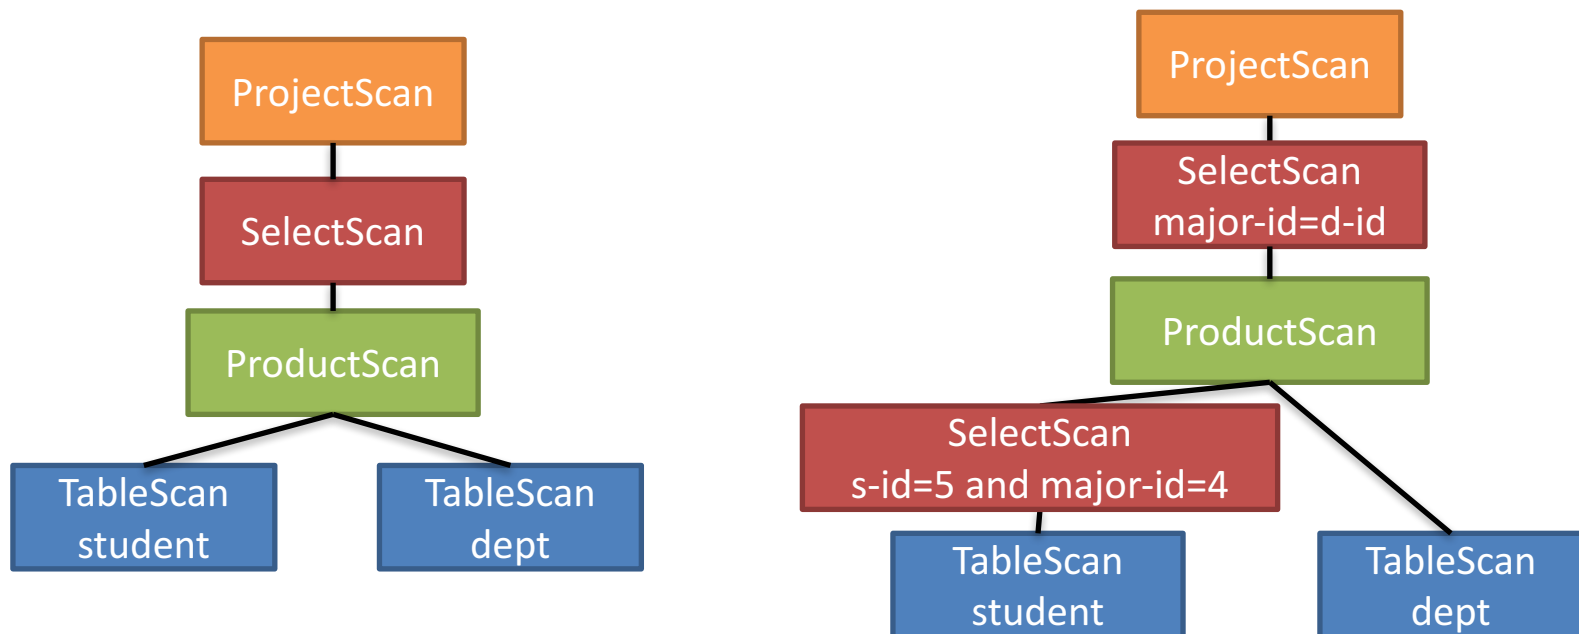 ProjectScan
SelectScan
ProductScan
TableScan
student
TableScan
dept
ProjectScan
SelectScan
major-id=d-id
ProductScan
SelectScan
s-id=5 and major-id=4
TableScan
student
TableScan
dept